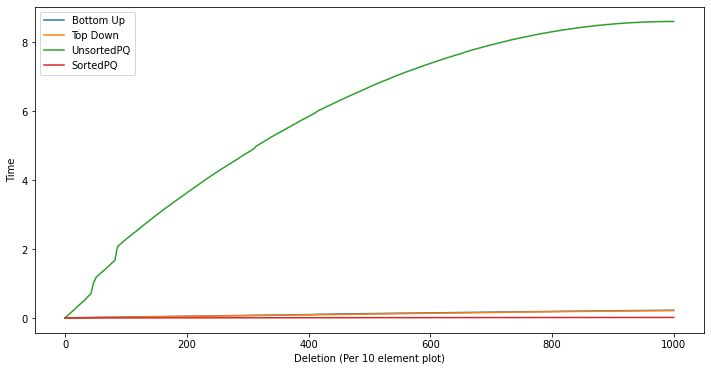 Bottom Up
Top Down
UnsortedPQ
SortedPQ
8
6
4
2
0
Time
0 200 400 600 800 1000
Deletion (Per 10 element plot)